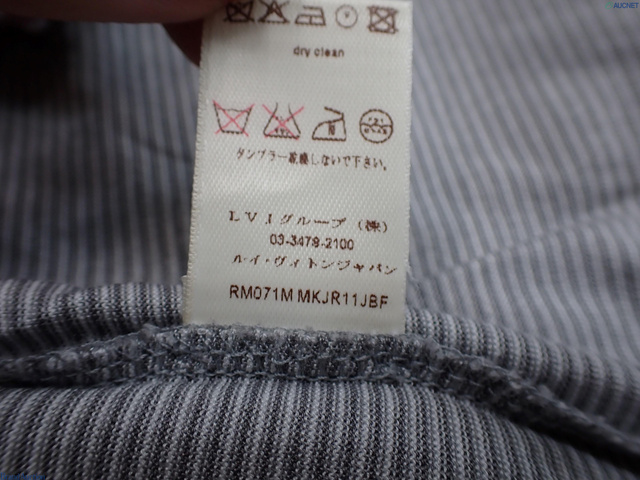 AUCNET
dry clean
タンブラー乾燥しないで下さい。
LVJグループ（株）
03-3478-2100
ルイ・ヴィトンジャパン
RM071M MKJR11JBF